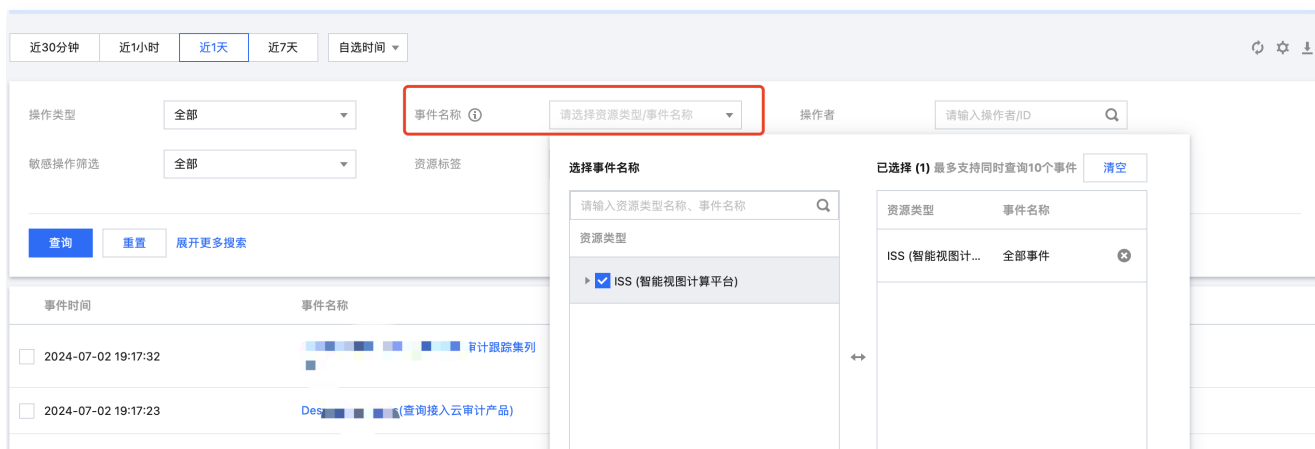 近30分钟 近1小时 近1天 近7天 自选时间
操作类型 全部 事件名称 请选择资源类型/事件名称 操作者 请输入操作者/ID
敏感操作筛选 全部 资源标签
选择事件名称 已选择 (1) 最多支持同时查询10个事件 清空
请输入资源类型名称、事件名称 资源类型 事件名称
查询 重置 展开更多搜索 资源类型
ISS (智能视图计... 全部事件
ISS (智能视图计算平台)
事件时间 事件名称
2024-07-02 19:17:32 审计跟踪集列
2024-07-02 19:17:23 Des (查询接入云审计产品)